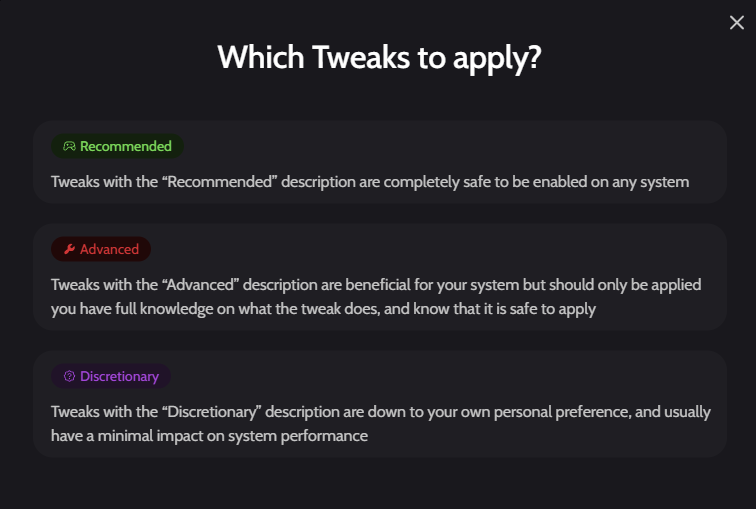 Which Tweaks to apply?
Recommended
Tweaks with the “Recommended” description are completely safe to be enabled on any system
Advanced
Tweaks with the “Advanced” description are beneficial for your system but should only be applied
you have full knowledge on what the tweak does, and know that it is safe to apply
Discretionary
Tweaks with the “Discretionary” description are down to your own personal preference, and usually
have a minimal impact on system performance